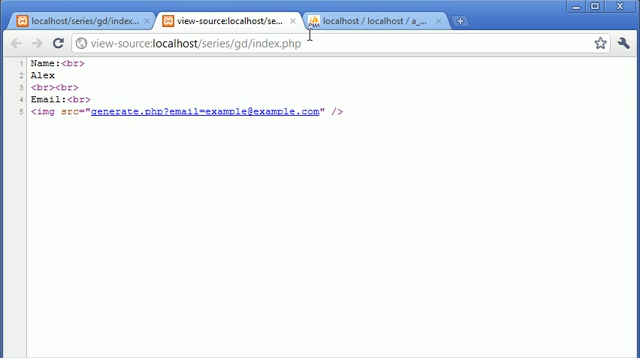 localhost/series/gd/index...
view-source:localhost/se...
PMA
localhost / localhost / a_...
view-source:localhost/series/gd/index.php
1 Name:<br>
2 Alex
3 <br><br>
4 Email:<br>
5 <img src="generate.php?email=example@example.com" />